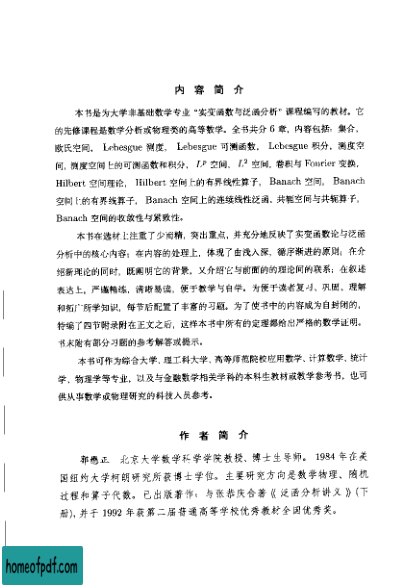 内 容 简 介
本书是为大学非基础数学专业“实变函数与泛函分析”课程编写的教材。它
的先修课程是数学分析或物理类的高等数学。全书共分 6 章，内容包括：集合，
欧氏空间， Lebesgue 测度， Lebesgue 可测函数， Lebesgue 积分，测度空
间，测度空间上的可测函数和积分， L^p 空间，L^2 空间，卷积与 Fourier 变换，
Hilbert 空间理论， Hilbert 空间上的有界线性算子， Banach 空间， Banach
空间上的有界线算子， Banach 空间上的连续线性泛函、共轭空间与共轭算子，
Banach 空间的收敛性与紧致性。
本书在选材上注重了少而精，突出重点，并充分地反映了实变函数论与泛函
分析中的核心内容；在内容的处理上，体现了由浅入深，循序渐进的原则；在介
绍新理论的同时，既阐明它的背景，又介绍它与前面的的理论间的联系；在叙述
表达上，严谨精练，清晰易读，便于教学与自学。为便于读者复习、巩固、理解
和拓广所学知识，每节后配置了丰富的习题。为了使书中的内容成为自封闭的，
特编了四节附录附在正文之后，这样本书中所有的定理都给出严格的数学证明。
书末附有部分习题的参考解答或提示。
本书可作为综合大学、理工科大学、高等师范院校应用数学、计算数学、统计
学、物理学等专业，以及与金融数学相关学科的本科生教材或教学参考书，也可
供从事数学或物理研究的科技人员参考。
作 者 简 介
郭懋正 北京大学数学科学学院教授、博士生导师。 1984 年在美
国纽约大学柯朗研究所获博士学位。主要研究方向是数学物理、随机
过程和算子代数。已出版著作：与张恭庆合著《泛函分析讲义》(下
册)，并于 1992 年获第二届普通高等学校优秀教材全国优秀奖。
homeofpdf.com